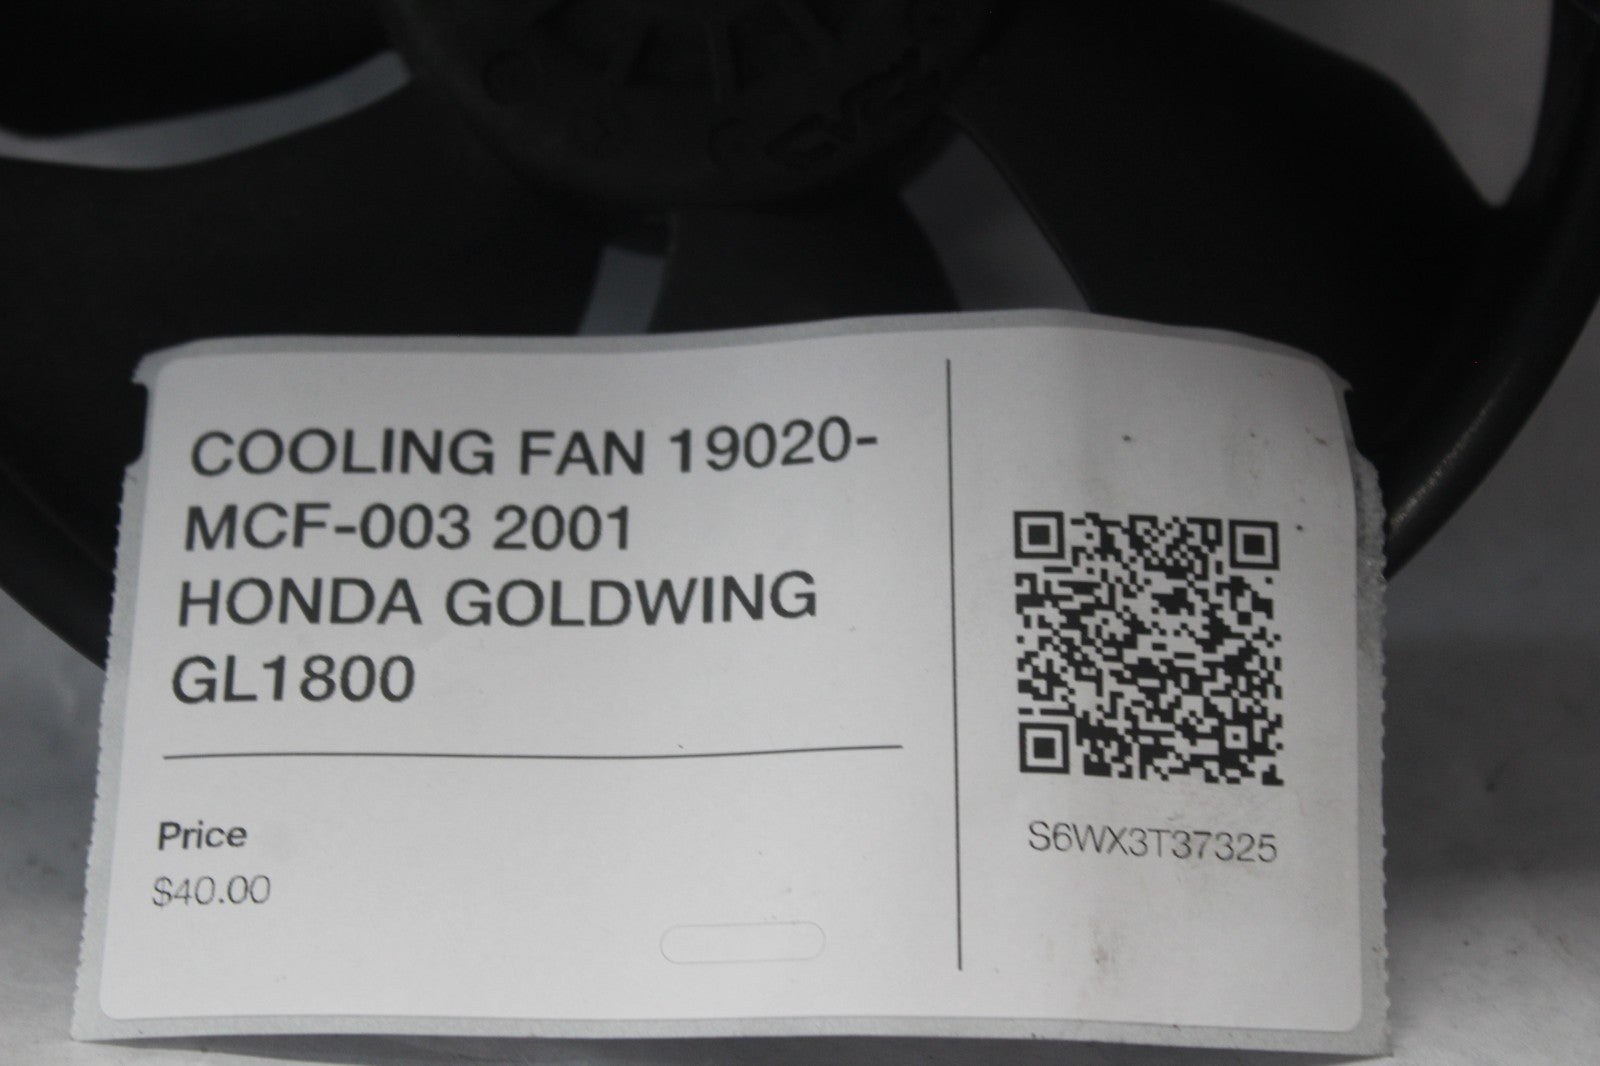 COOLING FAN 19020-
MCF-003 2001
HONDA GOLDWING
GL1800
Price
$40.00
S6WX3T37325